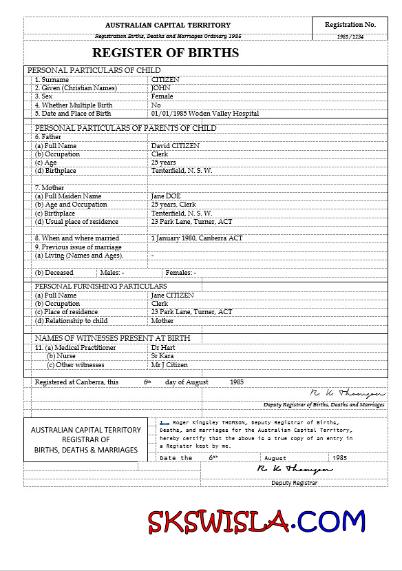 AUSTRALIAN CAPITAL TERRITORY
Registration No.
Registration Births, Deaths and Marriages Ordinary 1985
1985/1234
REGISTER OF BIRTHS
PERSONAL PARTICULARS OF CHILD
1. Surname CITIZEN
2. Given (Christian Names) JOHN
3. Sex Female
4. Whether Multiple Birth No
5. Date and Place of Birth 01/01/1985 Woden Valley Hospital
PERSONAL PARTICULARS OF PARENTS OF CHILD
6. Father
(a) Full Name David CITIZEN
(b) Occupation Clerk
(c) Age 25 years
(d) Birthplace Tenterfield, N. S. W.
7. Mother
(a) Full Maiden Name Jane DOE
(b) Age and Occupation 25 years, Clerk
(c) Birthplace Tenterfield, N. S. W.
(d) Usual place of residence 23 Park Lane, Turner, ACT
8. When and where married 1 January 1980, Canberra ACT
9. Previous issue of marriage
(a) Living (Names and Ages). -
(b) Deceased Males: - Females: -
PERSONAL FURNISHING PARTICULARS
(a) Full Name Jane CITIZEN
(b) Occupation Clerk
(c) Place of residence 23 Park Lane, Turner, ACT
(d) Relationship to child Mother
NAMES OF WITNESSES PRESENT AT BIRTH
11. (a) Medical Practitioner Dr Hart
(b) Nurse Sr Kara
(c) Other witnesses Mr J Citizen
Registered at Canberra, this 6th day of August 1985
R K Thomson
Deputy Registrar of Births, Deaths and Marriages
AUSTRALIAN CAPITAL TERRITORY
REGISTRAR OF
BIRTHS, DEATHS & MARRIAGES
Roger Kingsley THOMSON, Deputy Registrar of Births,
Deaths, and marriages for the Australian Capital Territory,
hereby certify that the above is a true copy of an entry in
a Register kept by me.
Date the 6th August 1985
R K Thomson
Deputy Registrar
SKSWISLA.COM